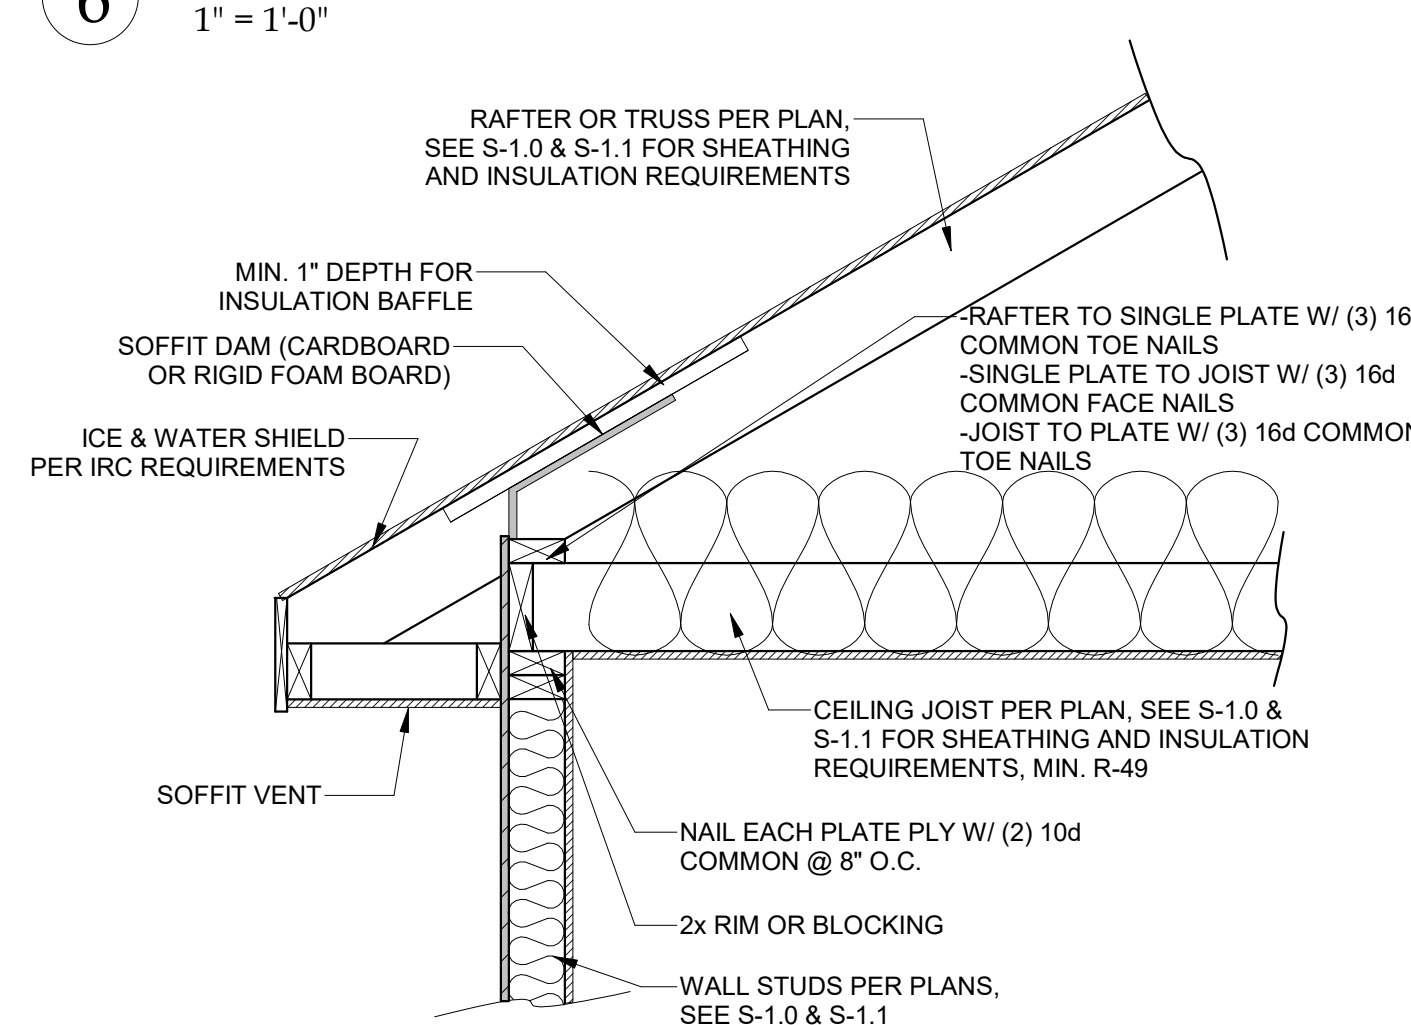 6
1" = 1'-0"
RAFTER OR TRUSS PER PLAN,
SEE S-1.0 & S-1.1 FOR SHEATHING
AND INSULATION REQUIREMENTS
MIN. 1" DEPTH FOR
INSULATION BAFFLE
SOFFIT DAM (CARDBOARD
OR RIGID FOAM BOARD)
ICE & WATER SHIELD
PER IRC REQUIREMENTS
-RAFTER TO SINGLE PLATE W/ (3) 16
COMMON TOE NAILS
-SINGLE PLATE TO JOIST W/ (3) 16d
COMMON FACE NAILS
-JOIST TO PLATE W/ (3) 16d COMMON
TOE NAILS
CEILING JOIST PER PLAN, SEE S-1.0 &
S-1.1 FOR SHEATHING AND INSULATION
REQUIREMENTS, MIN. R-49
SOFFIT VENT
NAIL EACH PLATE PLY W/ (2) 10d
COMMON @ 8" O.C.
2x RIM OR BLOCKING
WALL STUDS PER PLANS,
SEE S-1.0 & S-1.1